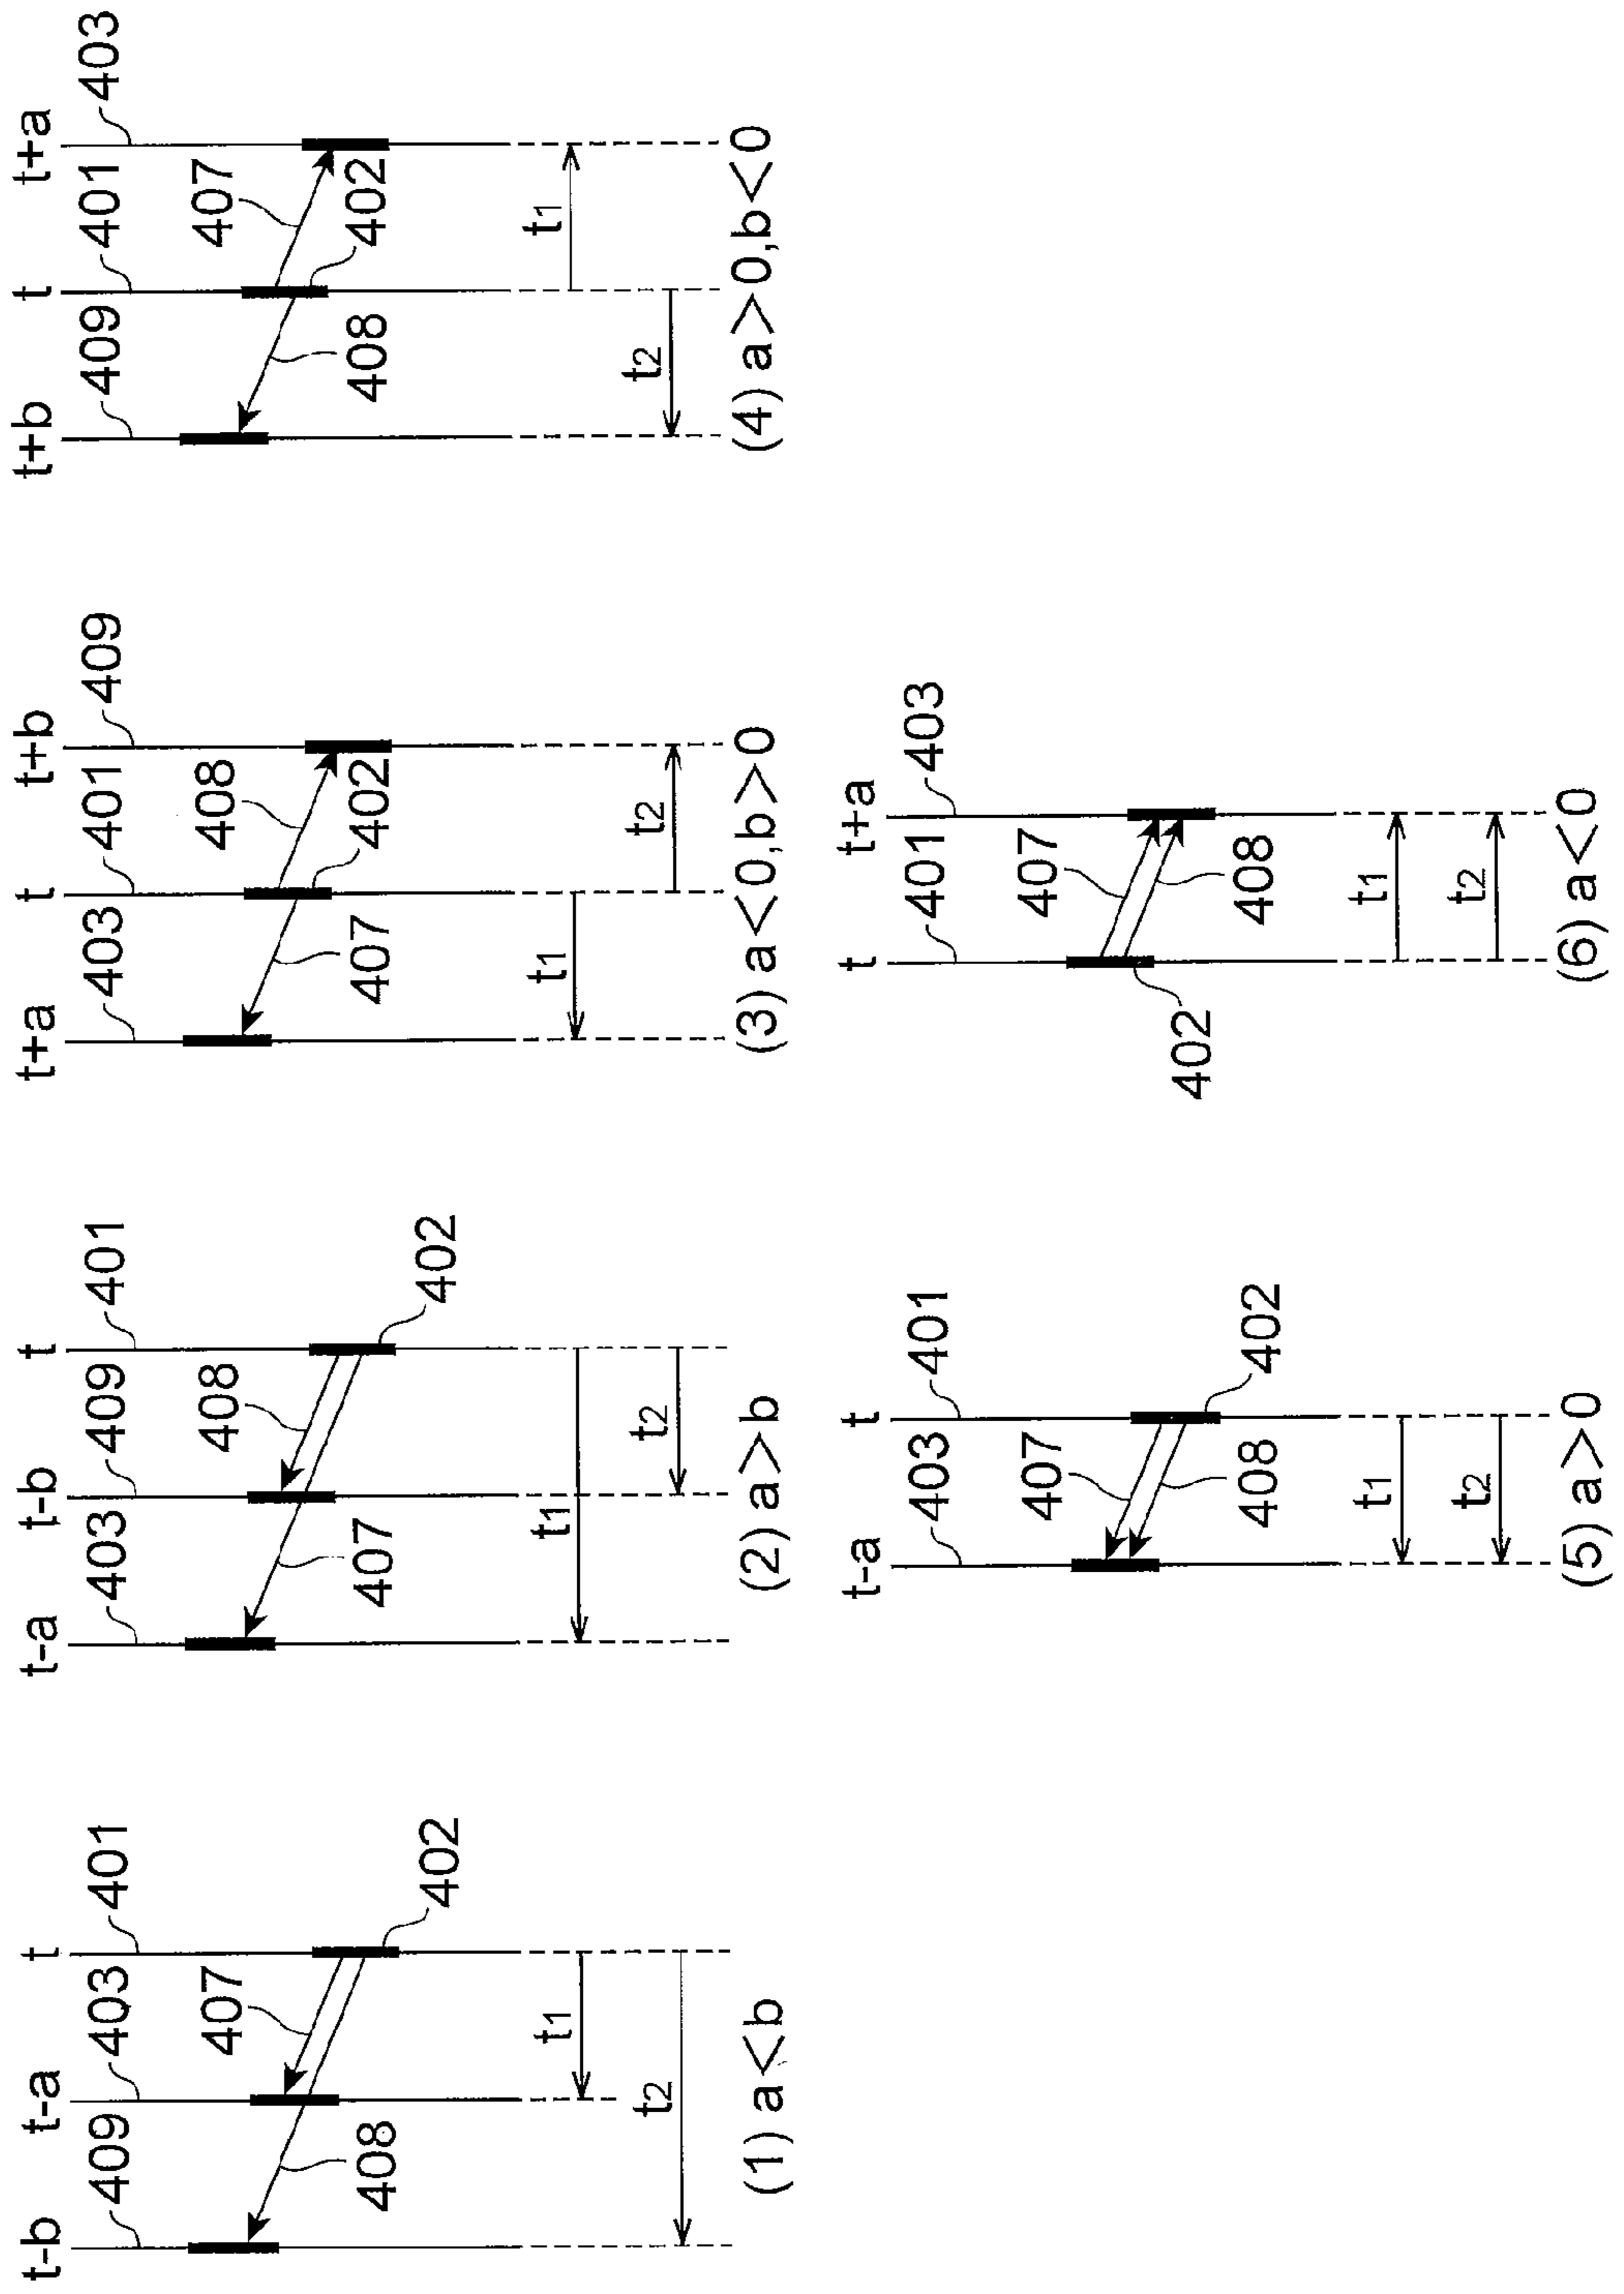 t-b t-a t
409 403 401
407
402
408
t1
t2
(1) a<b
t-a t-b t
403 409 401
408
402
407
t1
t2
(2) a>b
t+a t t+b
403 401 409
408
407 402
t1 t2
(3) a<0,b>0
t+b t t+a
409 401 403
407
408 402
t1
t2
(4) a>0,b<0
t-a t
403 401
407
408 402
t1
t2
(5) a>0
t t+a
401 403
407
402 408
t1
t2
(6) a<0